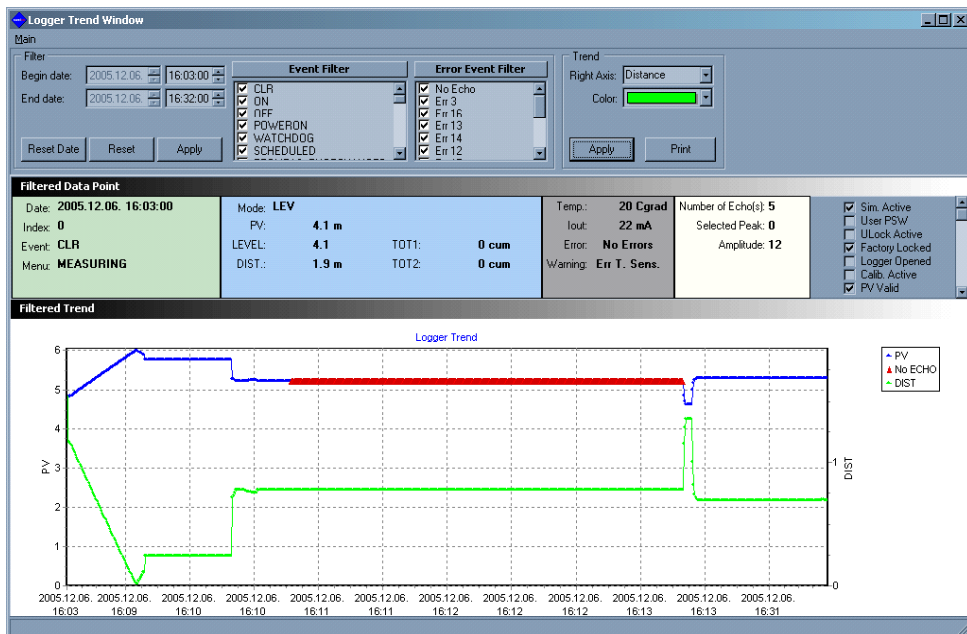 Logger Trend Window
Main
Filter
Begin date: 2005.12.06. 16:03:00
End date: 2005.12.06. 16:32:00
Reset Date Reset Apply
Event Filter
CLR
ON
OFF
POWERON
WATCHDOG
SCHEDULED
Error Event Filter
No Echo
Err 3
Err 16
Err 13
Err 14
Err 12
Trend
Right Axis: Distance
Color:
Apply Print
Filtered Data Point
Date: 2005.12.06. 16:03:00
Index: 0
Event: CLR
Menu: MEASURING
Mode: LEV
PV: 4.1 m
LEVEL: 4.1 TOT1: 0 cum
DIST.: 1.9 m TOT2: 0 cum
Temp.: 20 Cgrad
Iout: 22 mA
Error: No Errors
Warning: Err T. Sens.
Number of Echo(s): 5
Selected Peak: 0
Amplitude: 12
Sim. Active
User PSW
ULock Active
Factory Locked
Logger Opened
Calib. Active
PV Valid
Filtered Trend
Logger Trend
PV
No ECHO
DIST
6
5
4
3
2
1
0
PV
1
0
DIST
2005.12.06. 2005.12.06. 2005.12.06. 2005.12.06. 2005.12.06. 2005.12.06. 2005.12.06. 2005.12.06. 2005.12.06. 2005.12.06. 2005.12.06. 2005.12.06.
16:03 16:09 16:10 16:10 16:11 16:11 16:12 16:12 16:12 16:13 16:13 16:31